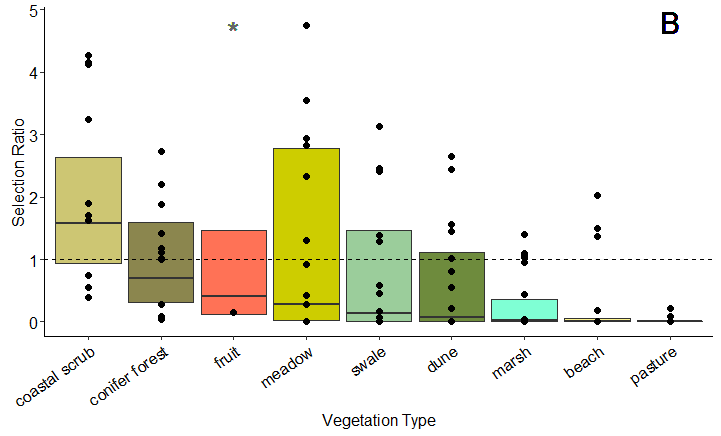 B
*
Selection Ratio
5
4
3
2
1
0
coastal scrub
conifer forest
fruit
meadow
swale
dune
marsh
beach
pasture
Vegetation Type